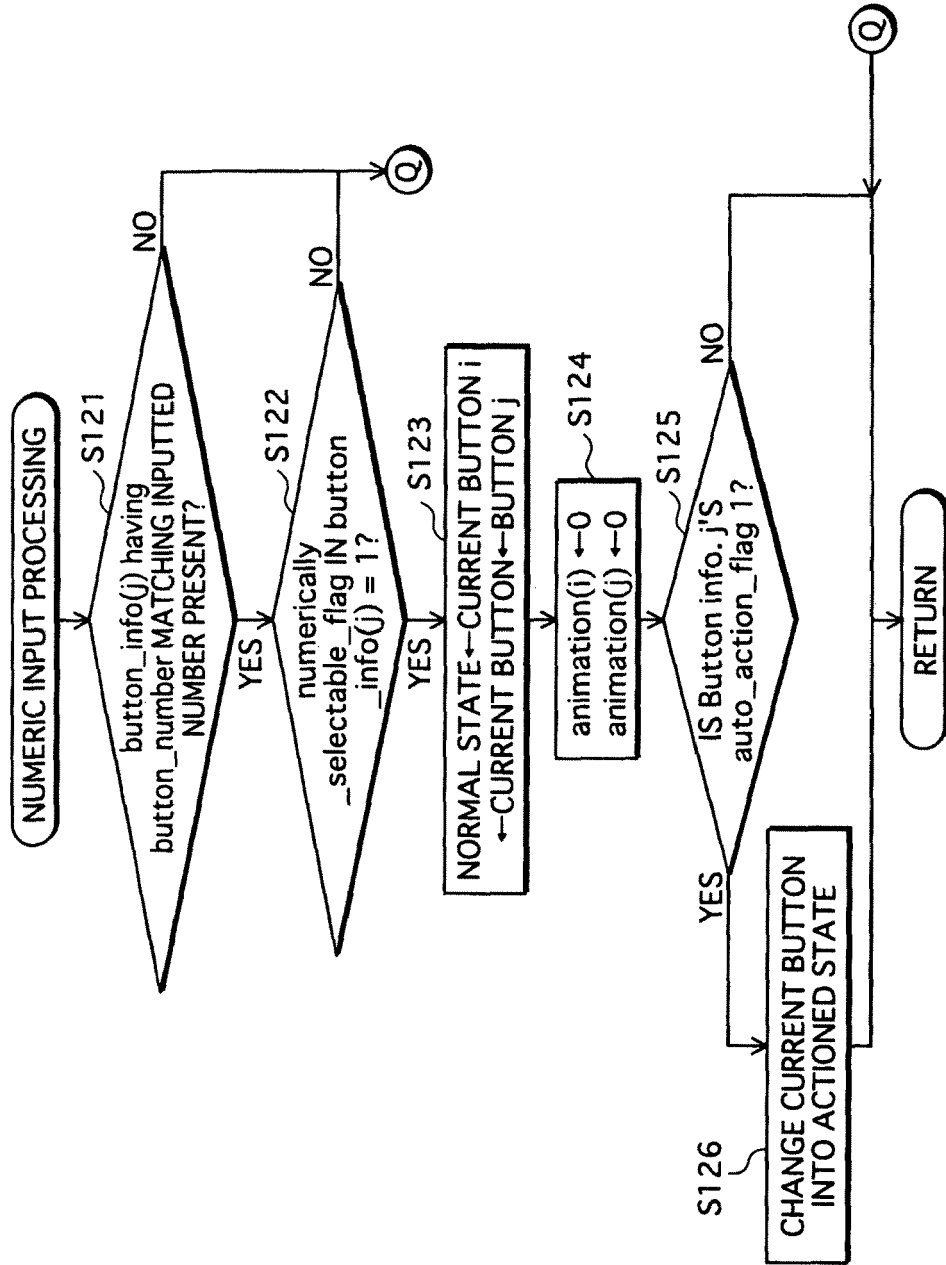 NUMERIC INPUT PROCESSING
S121
button_info(j) having
button_number MATCHING INPUTTED
NUMBER PRESENT?
NO
YES
S122
numerically
_selectable_flag IN button
_info(j) = 1?
NO
Q
YES
S123
NORMAL STATE←CURRENT BUTTON i
←CURRENT BUTTON←BUTTON j
S124
animation(i) ←0
animation(j) ←0
S125
IS Button info. j'S
auto_action_flag 1?
YES
NO
S126
CHANGE CURRENT BUTTON
INTO ACTIONED STATE
Q
RETURN